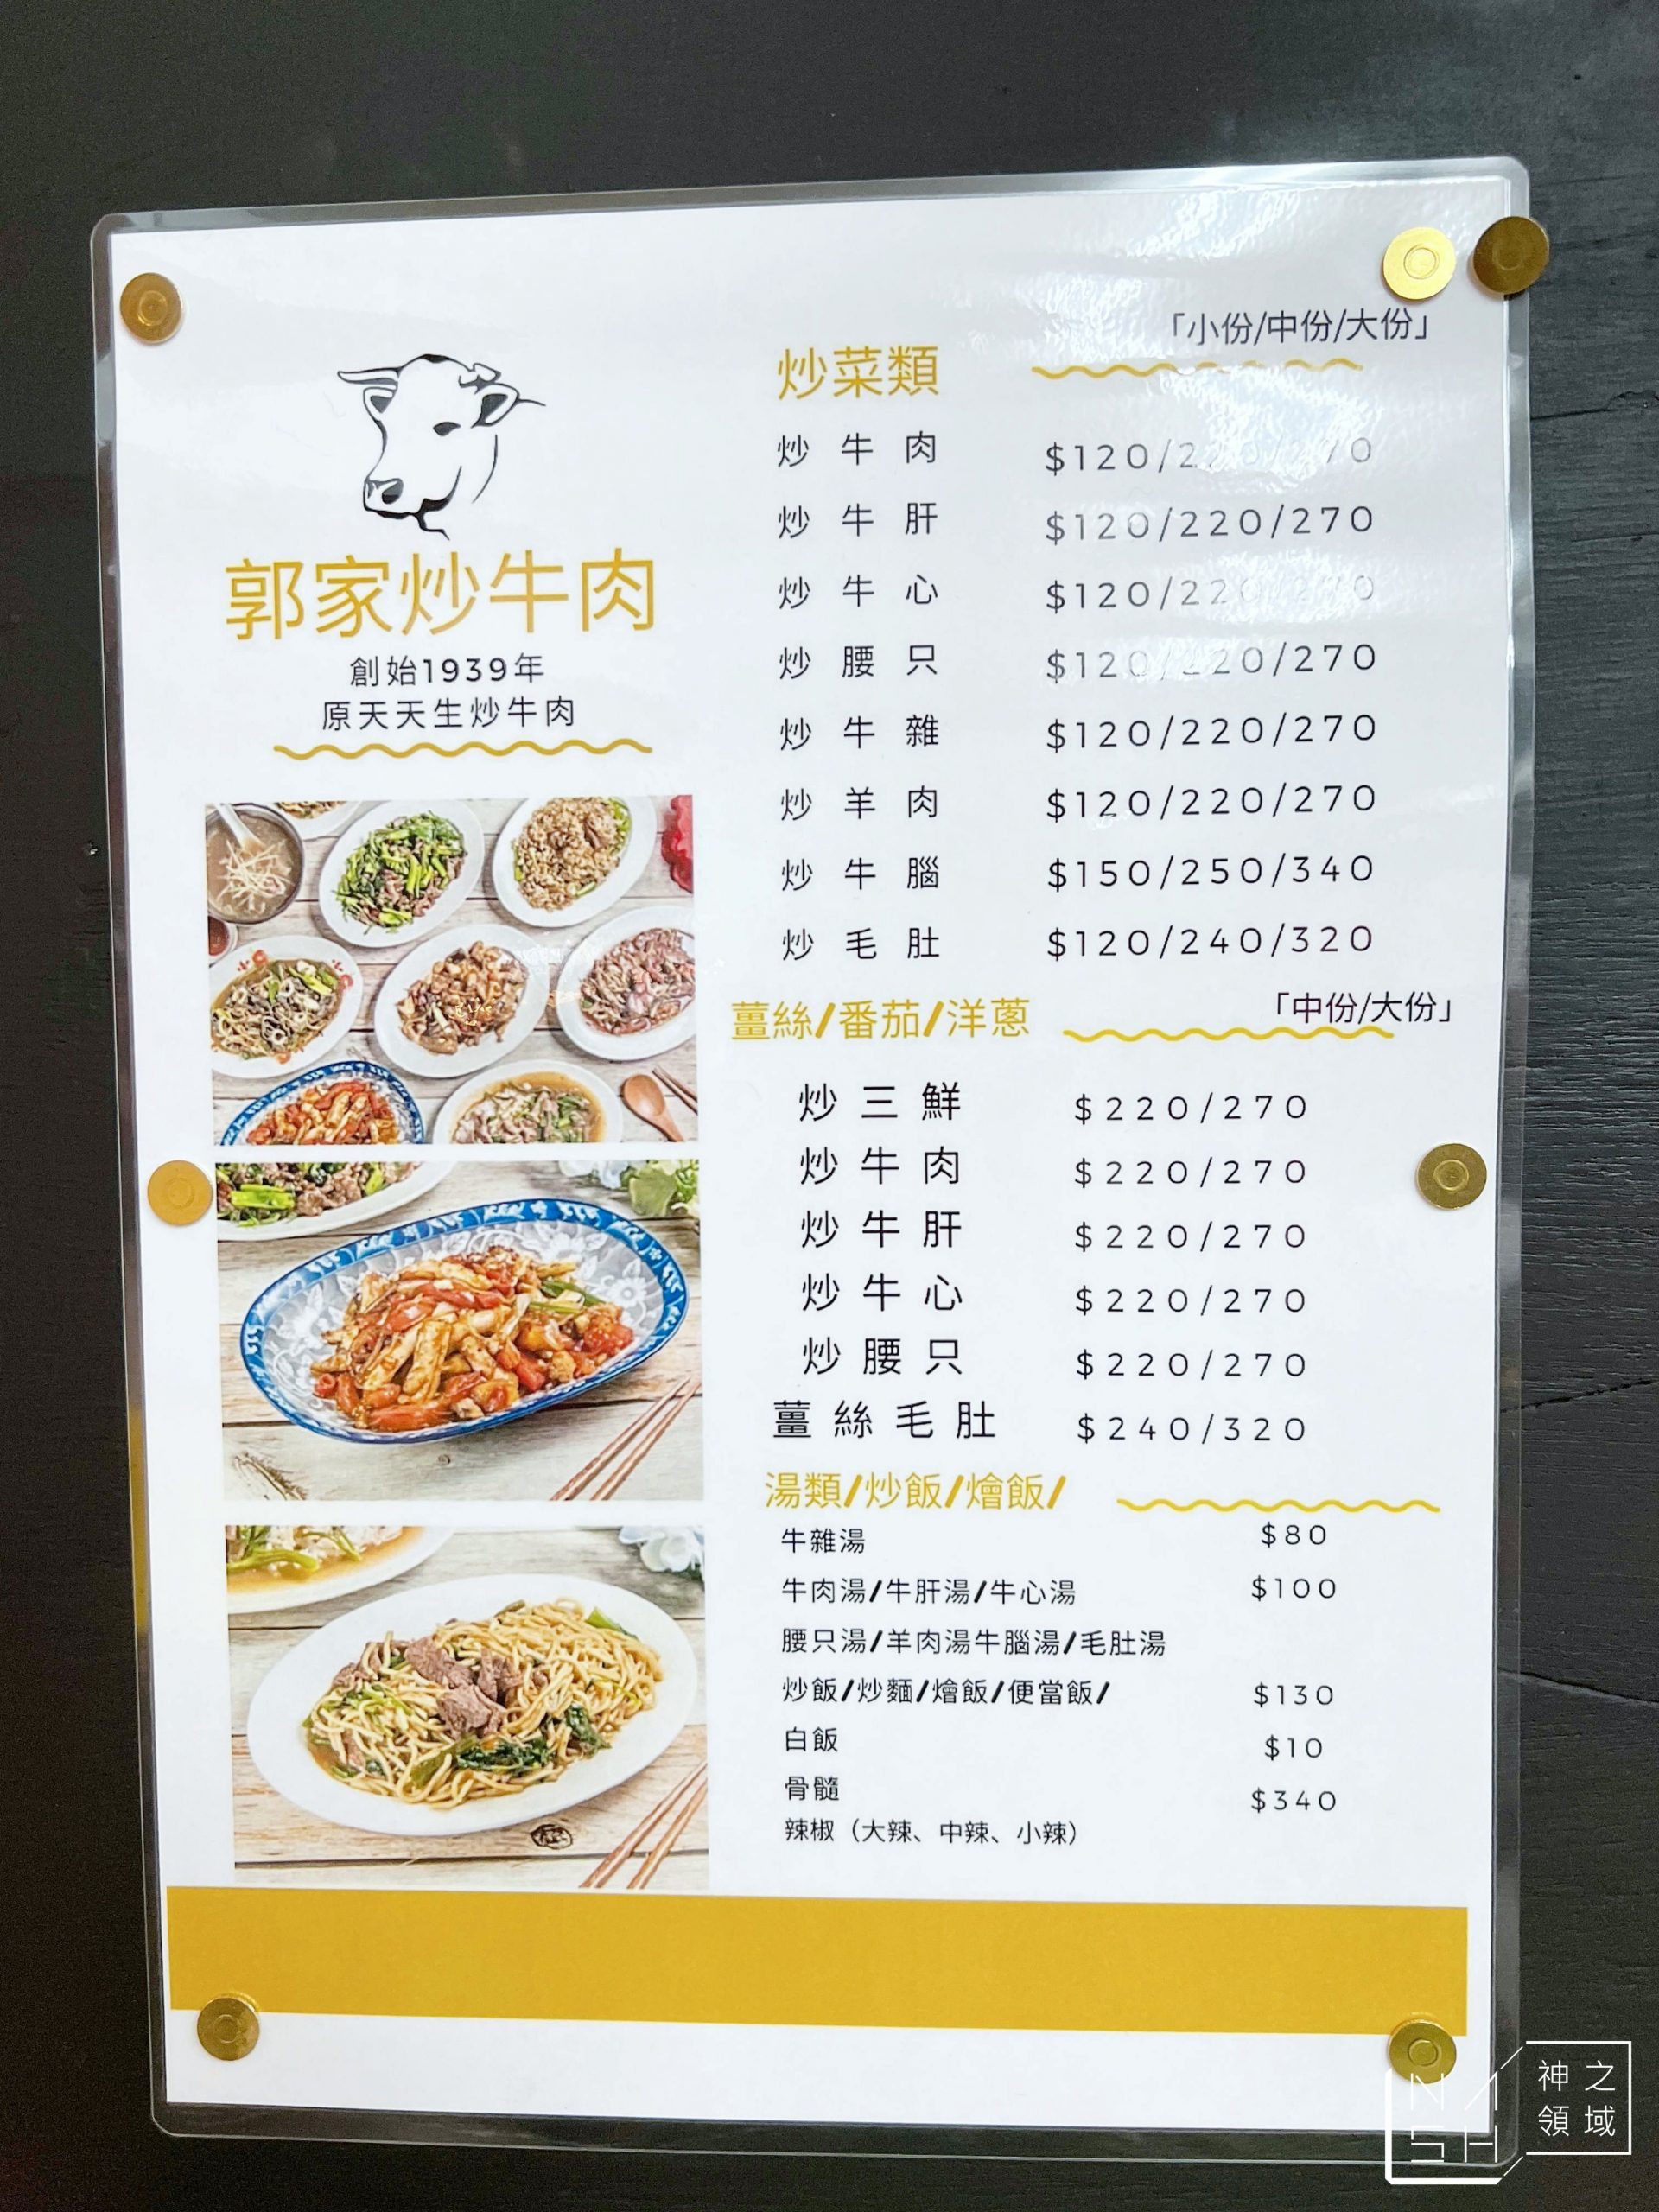 郭家炒牛肉
創始1939年
原天天生炒牛肉
炒菜類 「小份/中份/大份」
炒牛肉
炒牛肝 $120/220/270
炒牛心 $120/220/270
炒腰只 $120/220/270
炒牛雜 $120/220/270
炒羊肉 $120/220/270
炒牛腦 $150/250/340
炒毛肚 $120/240/320
薑絲/番茄/洋蔥 「中份/大份」
炒三鮮 $220/270
炒牛肉 $220/270
炒牛肝 $220/270
炒牛心 $220/270
炒腰只 $220/270
薑絲毛肚 $240/320
湯類/炒飯/燴飯/
牛雜湯 $80
牛肉湯/牛肝湯/牛心湯 $100
腰只湯/羊肉湯牛腦湯/毛肚湯
炒飯/炒麵/燴飯/便當飯/ $130
白飯 $10
骨髓 $340
辣椒（大辣、中辣、小辣）
神之
領域